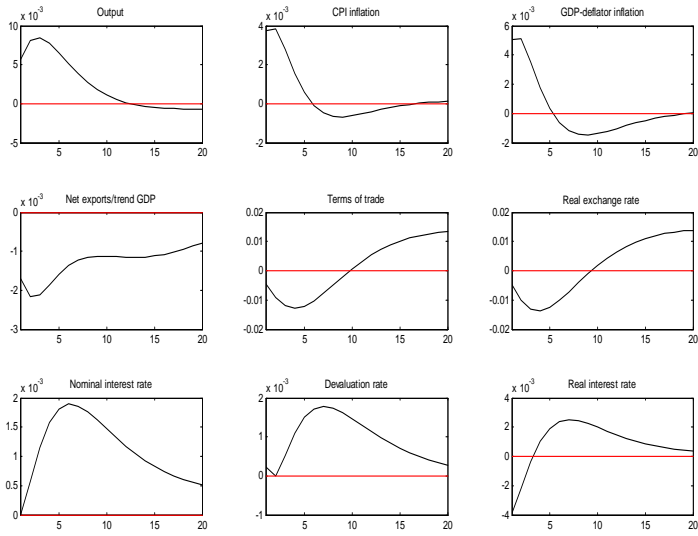 Output
x 10⁻³
10
5
0
-5
5 10 15 20
CPI inflation
x 10⁻³
4
2
0
-2
5 10 15 20
GDP-deflator inflation
x 10⁻³
6
4
2
0
-2
5 10 15 20
Net exports/trend GDP
x 10⁻³
0
-1
-2
-3
5 10 15 20
Terms of trade
0.02
0.01
0
-0.01
-0.02
5 10 15 20
Real exchange rate
0.02
0.01
0
-0.01
-0.02
5 10 15 20
Nominal interest rate
x 10⁻³
2
1.5
1
0.5
0
5 10 15 20
Devaluation rate
x 10⁻³
2
1
0
-1
5 10 15 20
Real interest rate
x 10⁻³
4
2
0
-2
-4
5 10 15 20